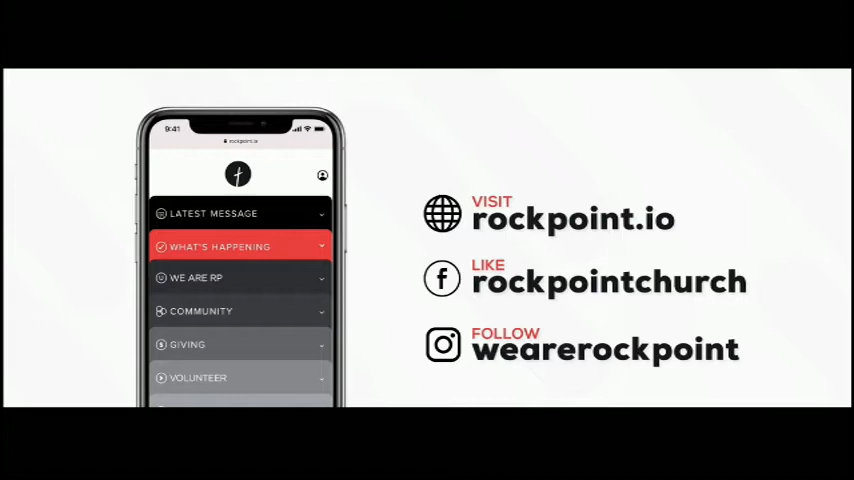 9:41
rockpoint.io
LATEST MESSAGE
WHAT'S HAPPENING
WE ARE RP
COMMUNITY
GIVING
VOLUNTEER
VISIT
rockpoint.io
LIKE
rockpointchurch
FOLLOW
wearerockpoint